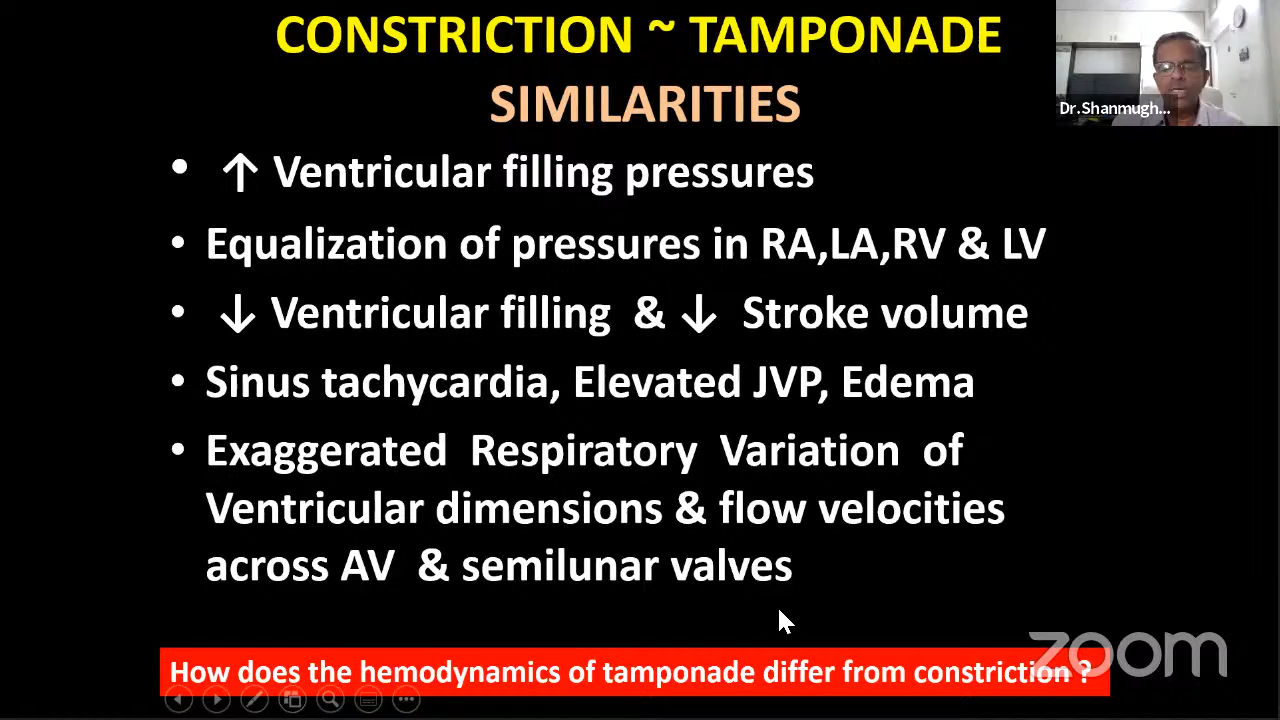 CONSTRICTION ~ TAMPONADE
SIMILARITIES
Dr.Shanmugh...
• ↑ Ventricular filling pressures
• Equalization of pressures in RA,LA,RV & LV
• ↓ Ventricular filling & ↓ Stroke volume
• Sinus tachycardia, Elevated JVP, Edema
• Exaggerated Respiratory Variation of
Ventricular dimensions & flow velocities
across AV & semilunar valves
How does the hemodynamics of tamponade differ from constriction ?
zoom